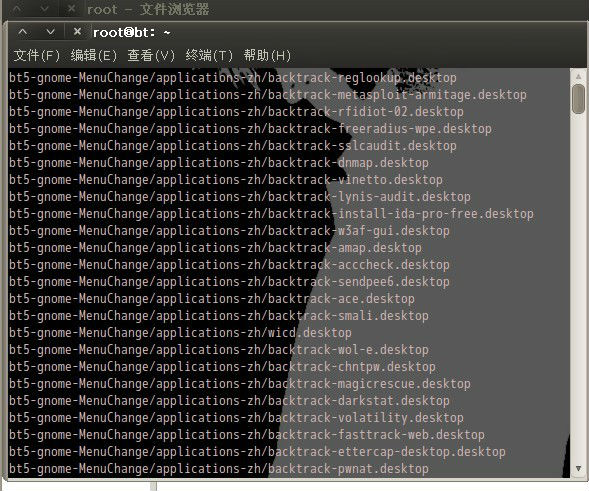 root - 文件浏览器
root@bt: ~
文件(F) 编辑(E) 查看(V) 终端(T) 帮助(H)
bt5-gnome-MenuChange/applications-zh/backtrack-reglookup.desktop
bt5-gnome-MenuChange/applications-zh/backtrack-metasploit-armitage.desktop
bt5-gnome-MenuChange/applications-zh/backtrack-rfidiot-02.desktop
bt5-gnome-MenuChange/applications-zh/backtrack-freeradius-wpe.desktop
bt5-gnome-MenuChange/applications-zh/backtrack-sslcaudit.desktop
bt5-gnome-MenuChange/applications-zh/backtrack-dnmap.desktop
bt5-gnome-MenuChange/applications-zh/backtrack-vinetto.desktop
bt5-gnome-MenuChange/applications-zh/backtrack-lynis-audit.desktop
bt5-gnome-MenuChange/applications-zh/backtrack-install-ida-pro-free.desktop
bt5-gnome-MenuChange/applications-zh/backtrack-w3af-gui.desktop
bt5-gnome-MenuChange/applications-zh/backtrack-amap.desktop
bt5-gnome-MenuChange/applications-zh/backtrack-acccheck.desktop
bt5-gnome-MenuChange/applications-zh/backtrack-sendpee6.desktop
bt5-gnome-MenuChange/applications-zh/backtrack-ace.desktop
bt5-gnome-MenuChange/applications-zh/backtrack-smali.desktop
bt5-gnome-MenuChange/applications-zh/wicd.desktop
bt5-gnome-MenuChange/applications-zh/backtrack-wol-e.desktop
bt5-gnome-MenuChange/applications-zh/backtrack-chntpw.desktop
bt5-gnome-MenuChange/applications-zh/backtrack-magicrescue.desktop
bt5-gnome-MenuChange/applications-zh/backtrack-darkstat.desktop
bt5-gnome-MenuChange/applications-zh/backtrack-volatility.desktop
bt5-gnome-MenuChange/applications-zh/backtrack-fasttrack-web.desktop
bt5-gnome-MenuChange/applications-zh/backtrack-ettercap-desktop.desktop
bt5-gnome-MenuChange/applications-zh/backtrack-pwnat.desktop